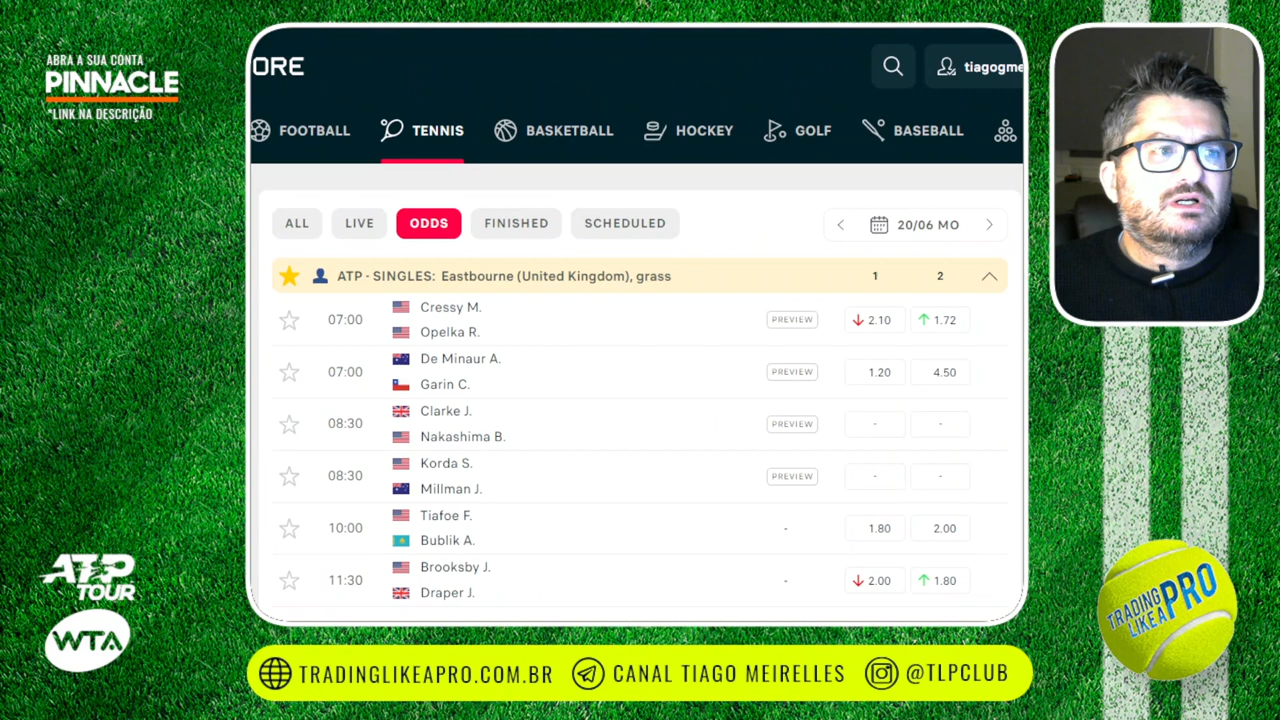 ABRA A SUA CONTA
PINNACLE
*LINK NA DESCRIÇÃO
ORE
tiagogme
FOOTBALL TENNIS BASKETBALL HOCKEY GOLF BASEBALL
ALL LIVE ODDS FINISHED SCHEDULED 20/06 MO
ATP - SINGLES: Eastbourne (United Kingdom), grass 1 2
Cressy M.
07:00 PREVIEW 2.10 1.72
Opelka R.
De Minaur A.
07:00 PREVIEW 1.20 4.50
Garin C.
Clarke J.
08:30 PREVIEW - -
Nakashima B.
Korda S.
08:30 PREVIEW - -
Millman J.
Tiafoe F.
10:00 - 1.80 2.00
Bublik A.
Brooksby J.
11:30 - 2.00 1.80
Draper J.
ATP
TOUR
WTA
TRADING
LIKE A
PRO
TRADINGLIKEAPRO.COM.BR CANAL TIAGO MEIRELLES @TLPCLUB